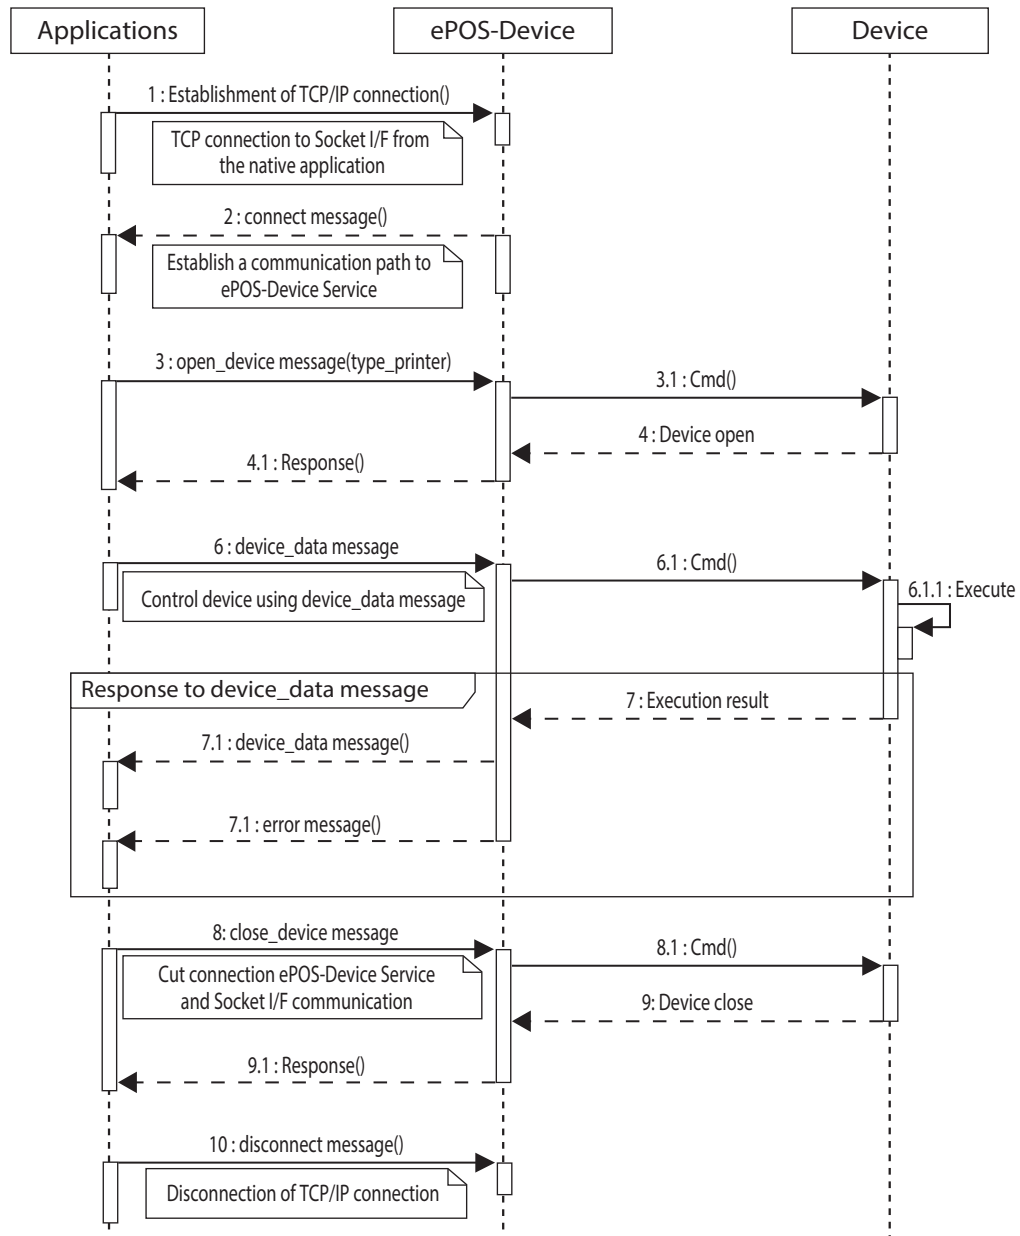 Applications
ePOS-Device
Device
1 : Establishment of TCP/IP connection()
TCP connection to Socket I/F from
the native application
2 : connect message()
Establish a communication path to
ePOS-Device Service
3 : open_device message(type_printer)
3.1 : Cmd()
4 : Device open
4.1 : Response()
6 : device_data message
6.1 : Cmd()
Control device using device_data message
6.1.1 : Execute
Response to device_data message
7 : Execution result
7.1 : device_data message()
7.1 : error message()
8: close_device message
8.1 : Cmd()
Cut connection ePOS-Device Service
and Socket I/F communication
9: Device close
9.1 : Response()
10 : disconnect message()
Disconnection of TCP/IP connection